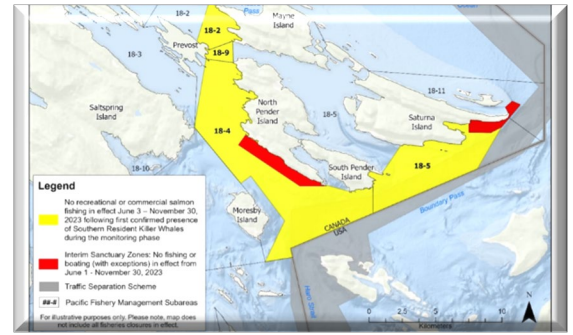 18-2
Pass
Mayne
Island
18-2
Prevost
18-9
18-3
18-11
North
Pender
Island
Saltspring
Island
18-5
Saturna
Island
18-4
18-5
South Pender
Island
18-10
Boundary Pass
Moresby
Island
CANADA
USA
Haro Strait
Legend
No recreational or commercial salmon
fishing in effect June 3 – November 30,
2023 following first confirmed presence
of Southern Resident Killer Whales
during the monitoring phase
Interim Sanctuary Zones: No fishing or
boating (with exceptions) in effect from
June 1 - November 30, 2023
Traffic Separation Scheme
Pacific Fishery Management Subareas
For illustrative purposes only. Please note, map does
not include all fisheries closures in effect.
0 2.5 5 10
Kilometers
N